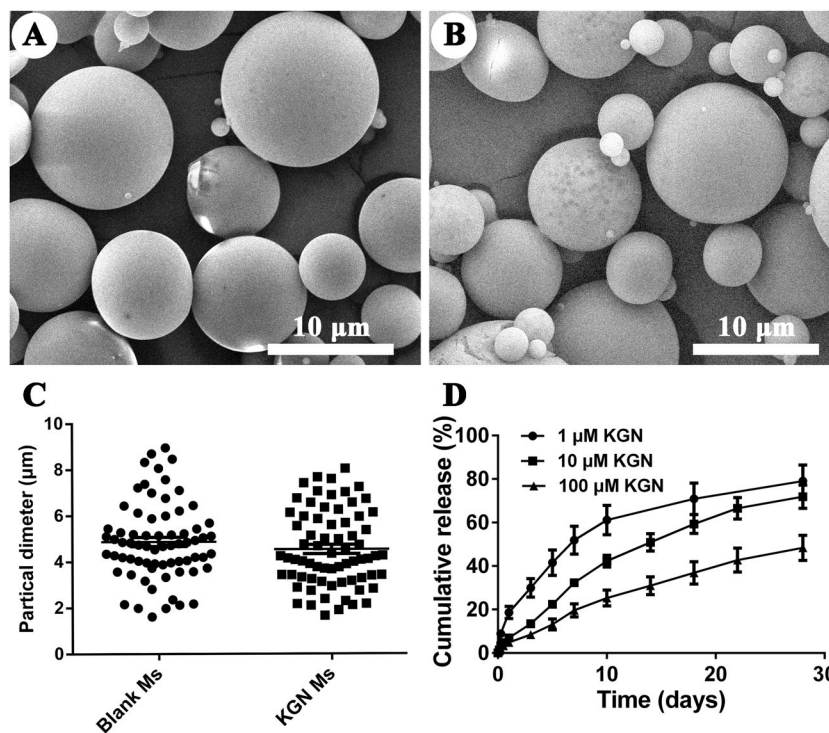 A
B
10 μm
10 μm
C
D
Partical dimeter (μm)
10
8
6
4
2
0
Blank Ms
KGN Ms
Cumulative release (%)
100
80
60
40
20
0
1 μM KGN
10 μM KGN
100 μM KGN
0
10
20
30
Time (days)